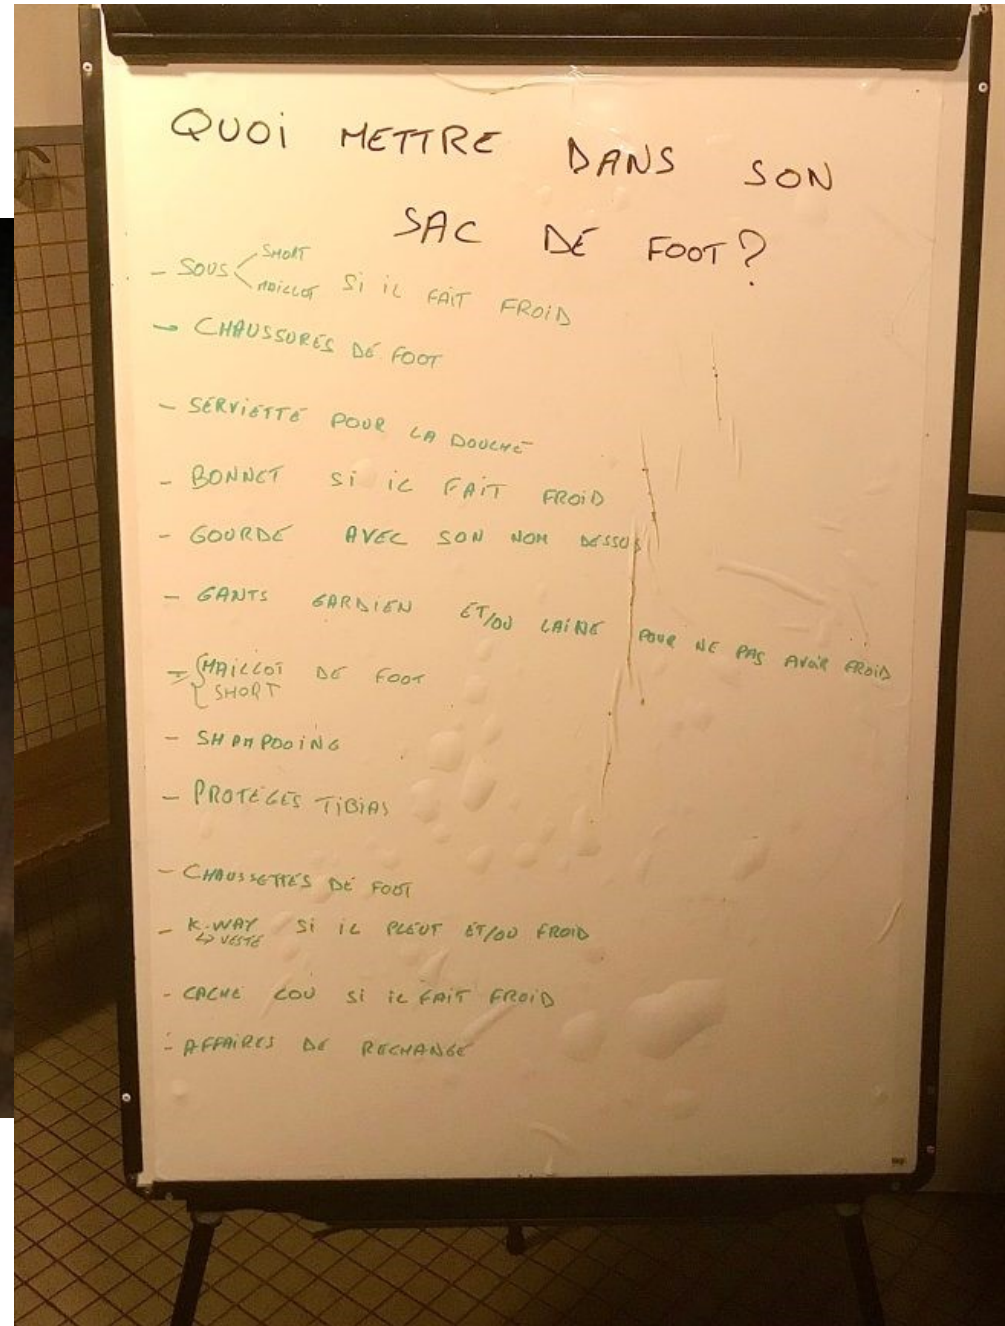 QUOI METTRE DANS SON
SAC DE FOOT?
- SOUS SHORT
MAILLOT SI IL FAIT FROID
- CHAUSSURES DE FOOT
- SERVIETTE POUR LA DOUCHE
- BONNET SI IL FAIT FROID
- GOURDE AVEC SON NOM DESSUS
- GANTS GARDIEN ET/OU LAINE POUR NE PAS AVOIR FROID
- MAILLOT DE FOOT
SHORT
- SHAMPOOING
- PROTEGES TIBIAS
- CHAUSSETTES DE FOOT
- K-WAY SI IL PLEUT ET/OU FROID
↳ VESTE
- CACHE COU SI IL FAIT FROID
- AFFAIRES DE RECHANGE